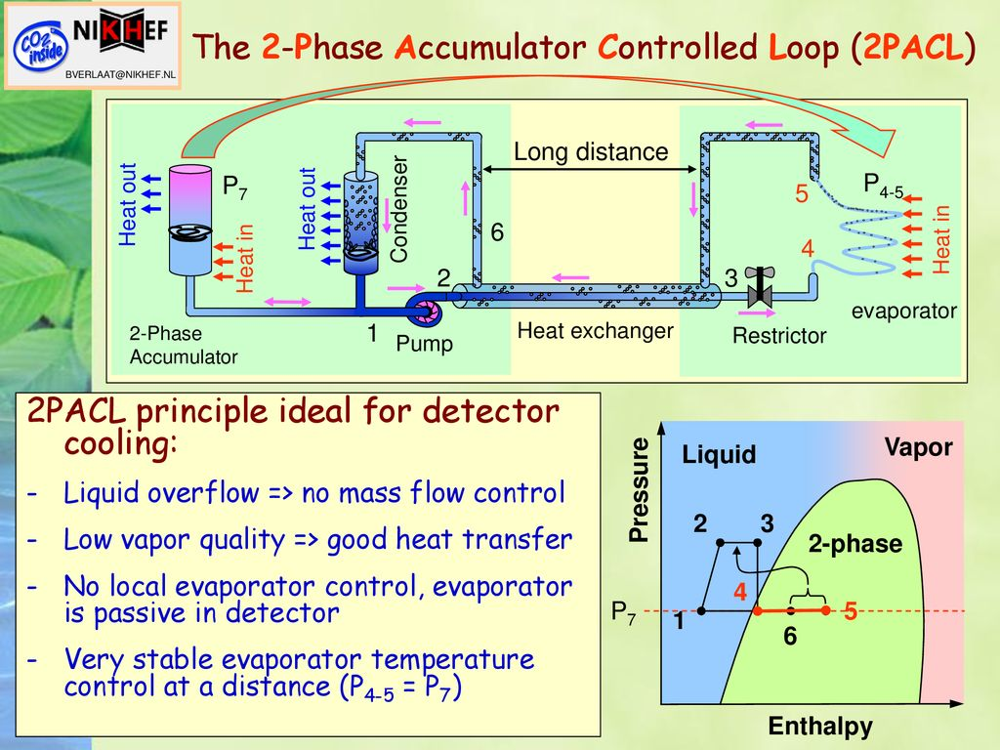 CO2 inside
NIKHEF
BVERLAAT@NIKHEF.NL
The 2-Phase Accumulator Controlled Loop (2PACL)
Long distance
Heat out
P7
Heat in
Heat out
Condenser
6
5
P4-5
4
Heat in
2
3
evaporator
2-Phase
Accumulator
1
Pump
Heat exchanger
Restrictor
2PACL principle ideal for detector
cooling:
- Liquid overflow => no mass flow control
- Low vapor quality => good heat transfer
- No local evaporator control, evaporator
is passive in detector
- Very stable evaporator temperature
control at a distance (P4-5 = P7)
Pressure
Liquid
Vapor
2
3
2-phase
4
P7
1
5
6
Enthalpy